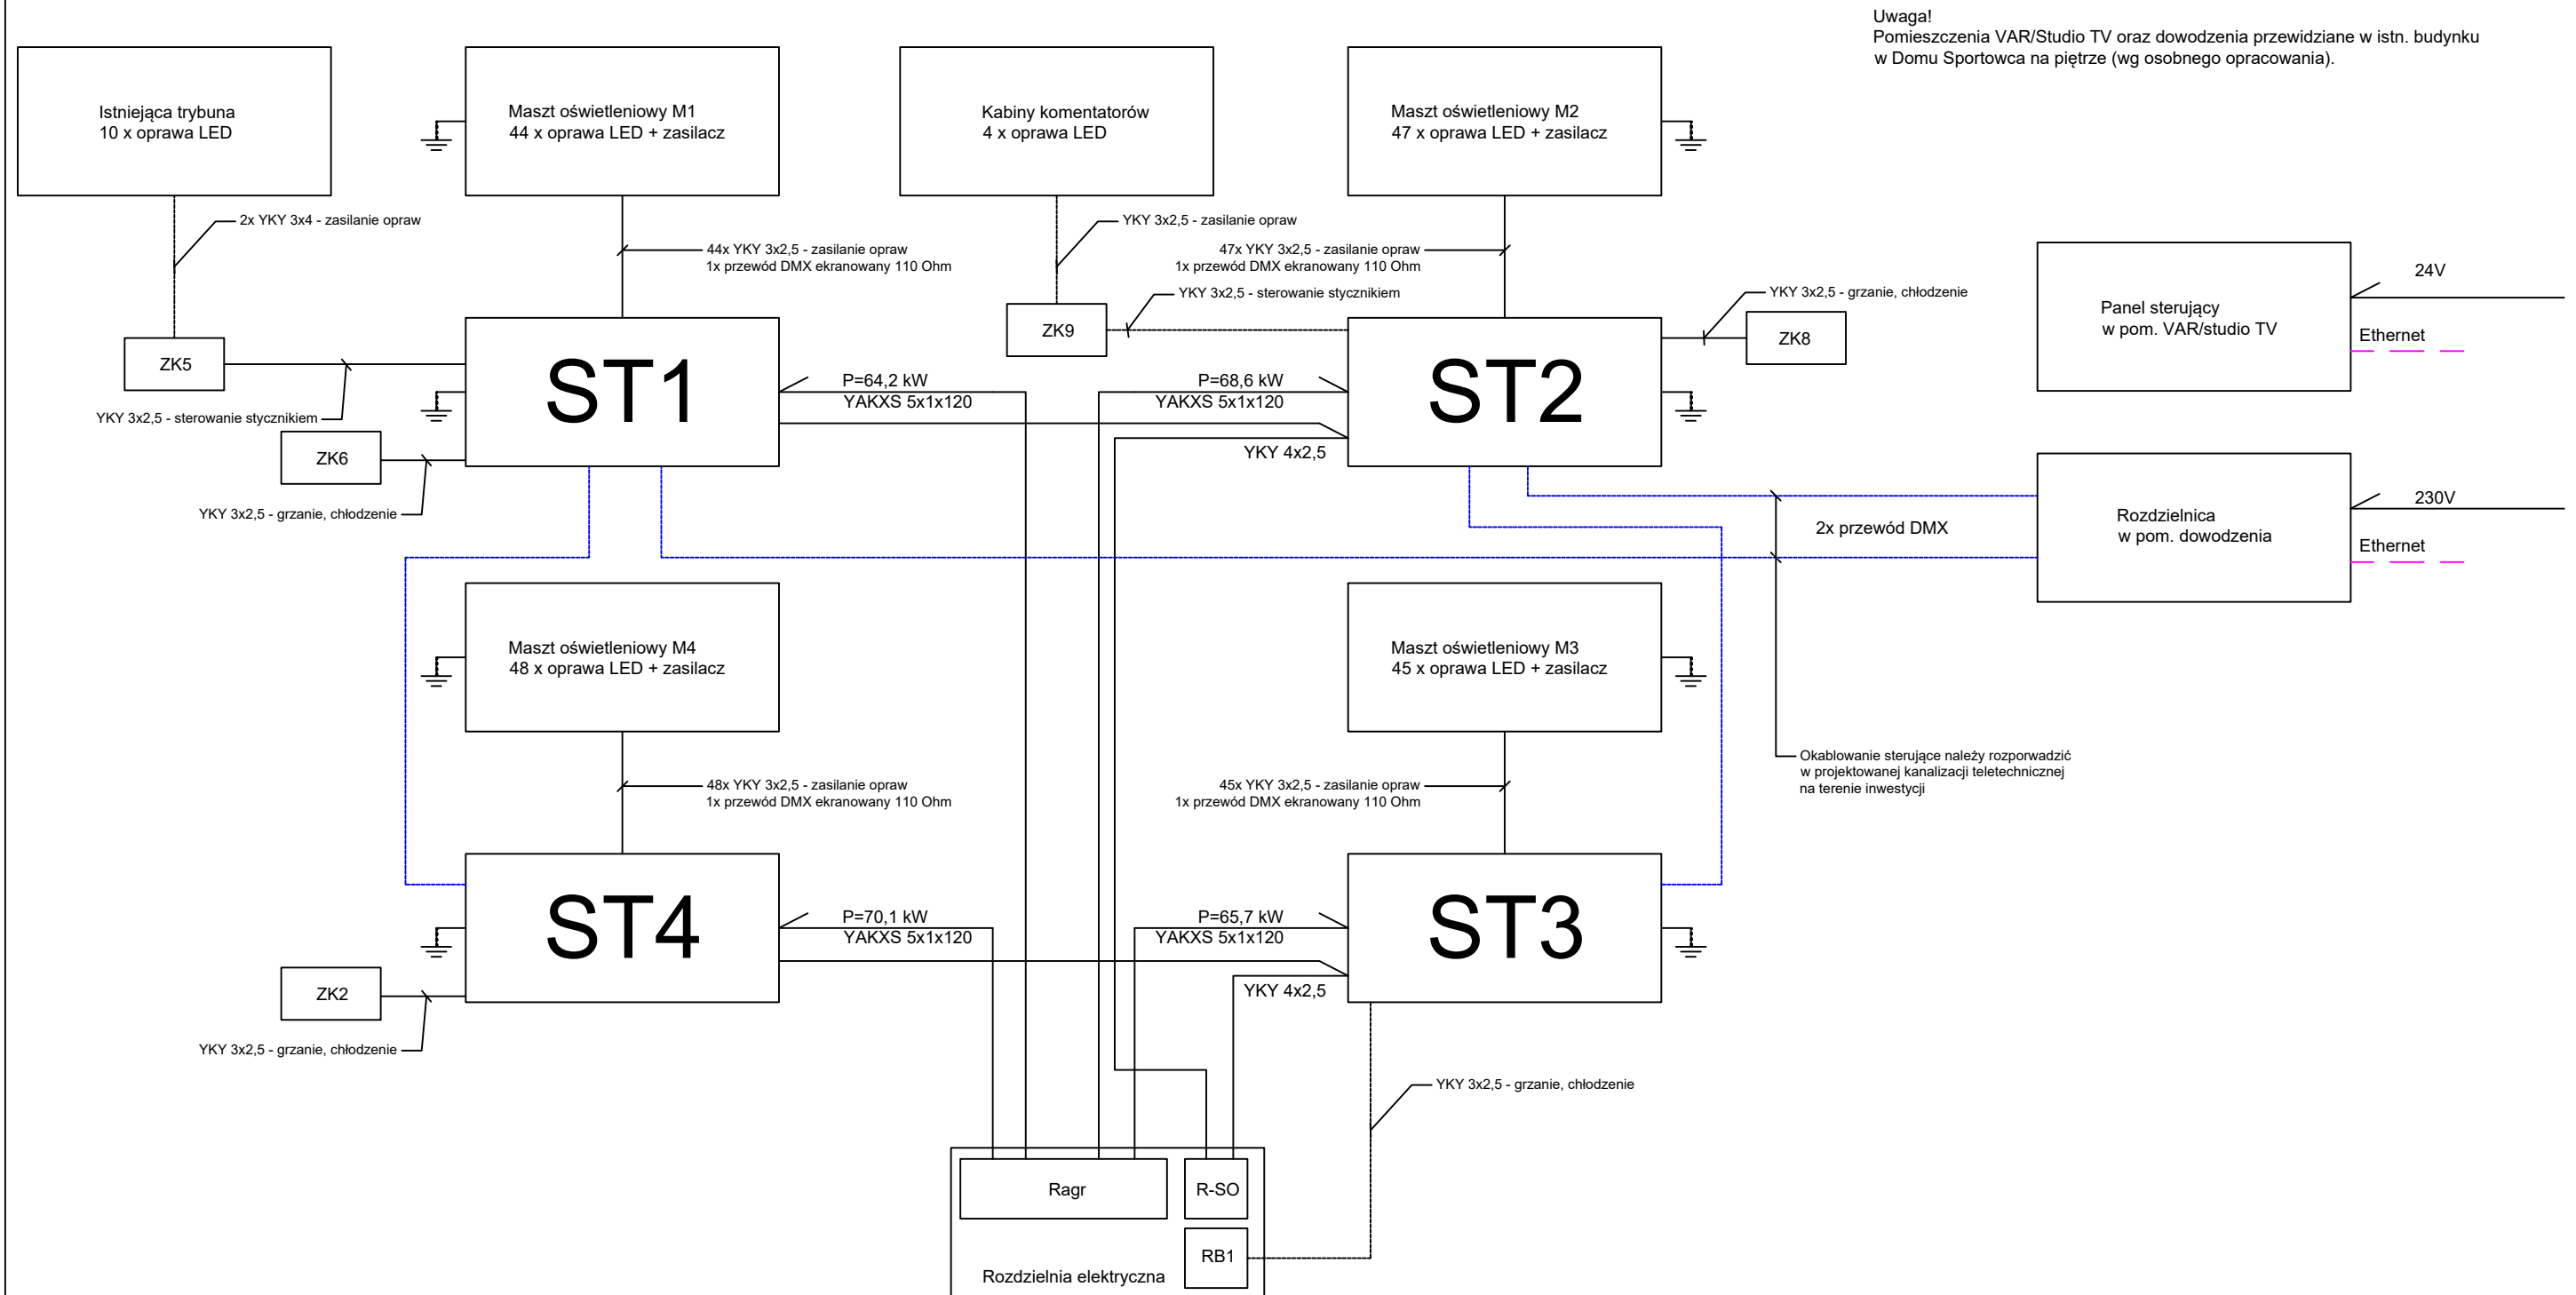 Uwaga!
Pomieszczenia VAR/Studio TV oraz dowodzenia przewidziane w istn. budynku
w Domu Sportowca na piętrze (wg osobnego opracowania).
Istniejąca trybuna
10 x oprawa LED
Maszt oświetleniowy M1
44 x oprawa LED + zasilacz
Kabiny komentatorów
4 x oprawa LED
Maszt oświetleniowy M2
47 x oprawa LED + zasilacz
2x YKY 3x4 - zasilanie opraw
44x YKY 3x2,5 - zasilanie opraw
1x przewód DMX ekranowany 110 Ohm
YKY 3x2,5 - zasilanie opraw
47x YKY 3x2,5 - zasilanie opraw
1x przewód DMX ekranowany 110 Ohm
YKY 3x2,5 - sterowanie stycznikiem
YKY 3x2,5 - grzanie, chłodzenie
Panel sterujący
w pom. VAR/studio TV
24V
Ethernet
ZK5
ST1
ZK9
ST2
ZK8
P=64,2 kW
YAKXS 5x1x120
P=68,6 kW
YAKXS 5x1x120
YKY 3x2,5 - sterowanie stycznikiem
ZK6
YKY 4x2,5
YKY 3x2,5 - grzanie, chłodzenie
2x przewód DMX
Rozdzielnica
w pom. dowodzenia
230V
Ethernet
Maszt oświetleniowy M4
48 x oprawa LED + zasilacz
Maszt oświetleniowy M3
45 x oprawa LED + zasilacz
48x YKY 3x2,5 - zasilanie opraw
1x przewód DMX ekranowany 110 Ohm
45x YKY 3x2,5 - zasilanie opraw
1x przewód DMX ekranowany 110 Ohm
Okablowanie sterujące należy rozporwadzić
w projektowanej kanalizacji teletechnicznej
na terenie inwestycji
ST4
P=70,1 kW
YAKXS 5x1x120
P=65,7 kW
YAKXS 5x1x120
ST3
ZK2
YKY 4x2,5
YKY 3x2,5 - grzanie, chłodzenie
YKY 3x2,5 - grzanie, chłodzenie
Ragr
R-SO
RB1
Rozdzielnia elektryczna